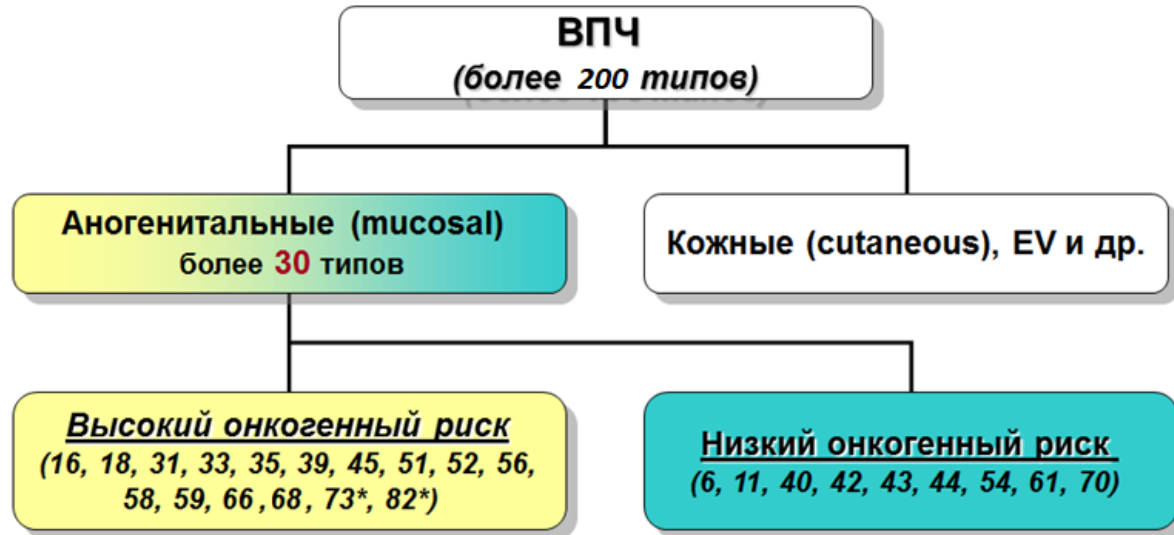 ВПЧ
(более 200 типов)
Аногенитальные (mucosal)
более 30 типов
Кожные (cutaneous), EV и др.
Высокий онкогенный риск
(16, 18, 31, 33, 35, 39, 45, 51, 52, 56,
58, 59, 66 ,68 , 73*, 82*)
Низкий онкогенный риск
(6, 11, 40, 42, 43, 44, 54, 61, 70)